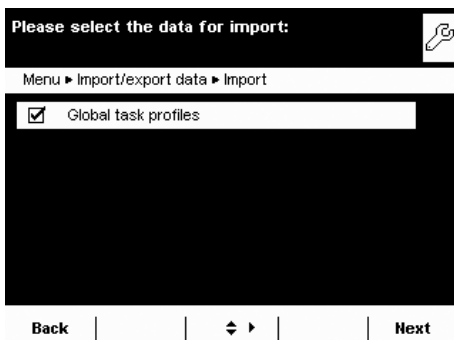 Please select the data for import:
Menu ▸ Import/export data ▸ Import
Global task profiles
Back
Next